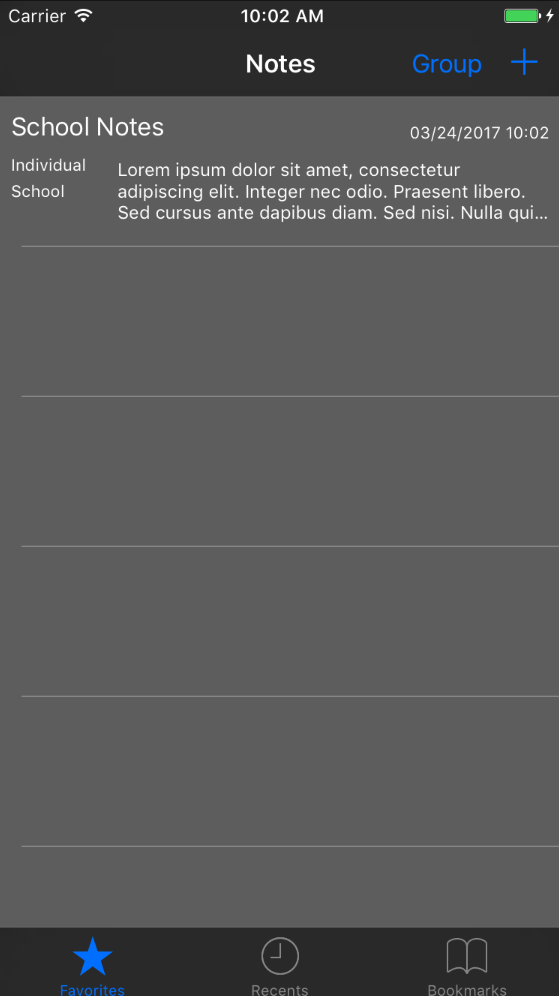 Carrier 10:02 AM
Notes Group
School Notes 03/24/2017 10:02
Individual
School
Lorem ipsum dolor sit amet, consectetur
adipiscing elit. Integer nec odio. Praesent libero.
Sed cursus ante dapibus diam. Sed nisi. Nulla qui...
Favorites Recents Bookmarks